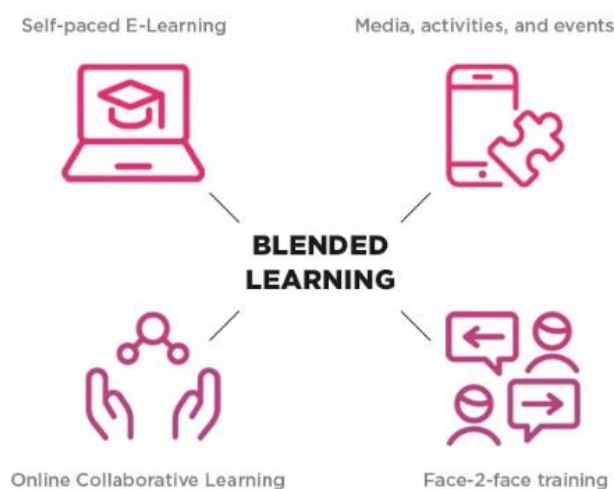 Self-paced E-Learning
Media, activities, and events
BLENDED
LEARNING
Online Collaborative Learning
Face-2-face training